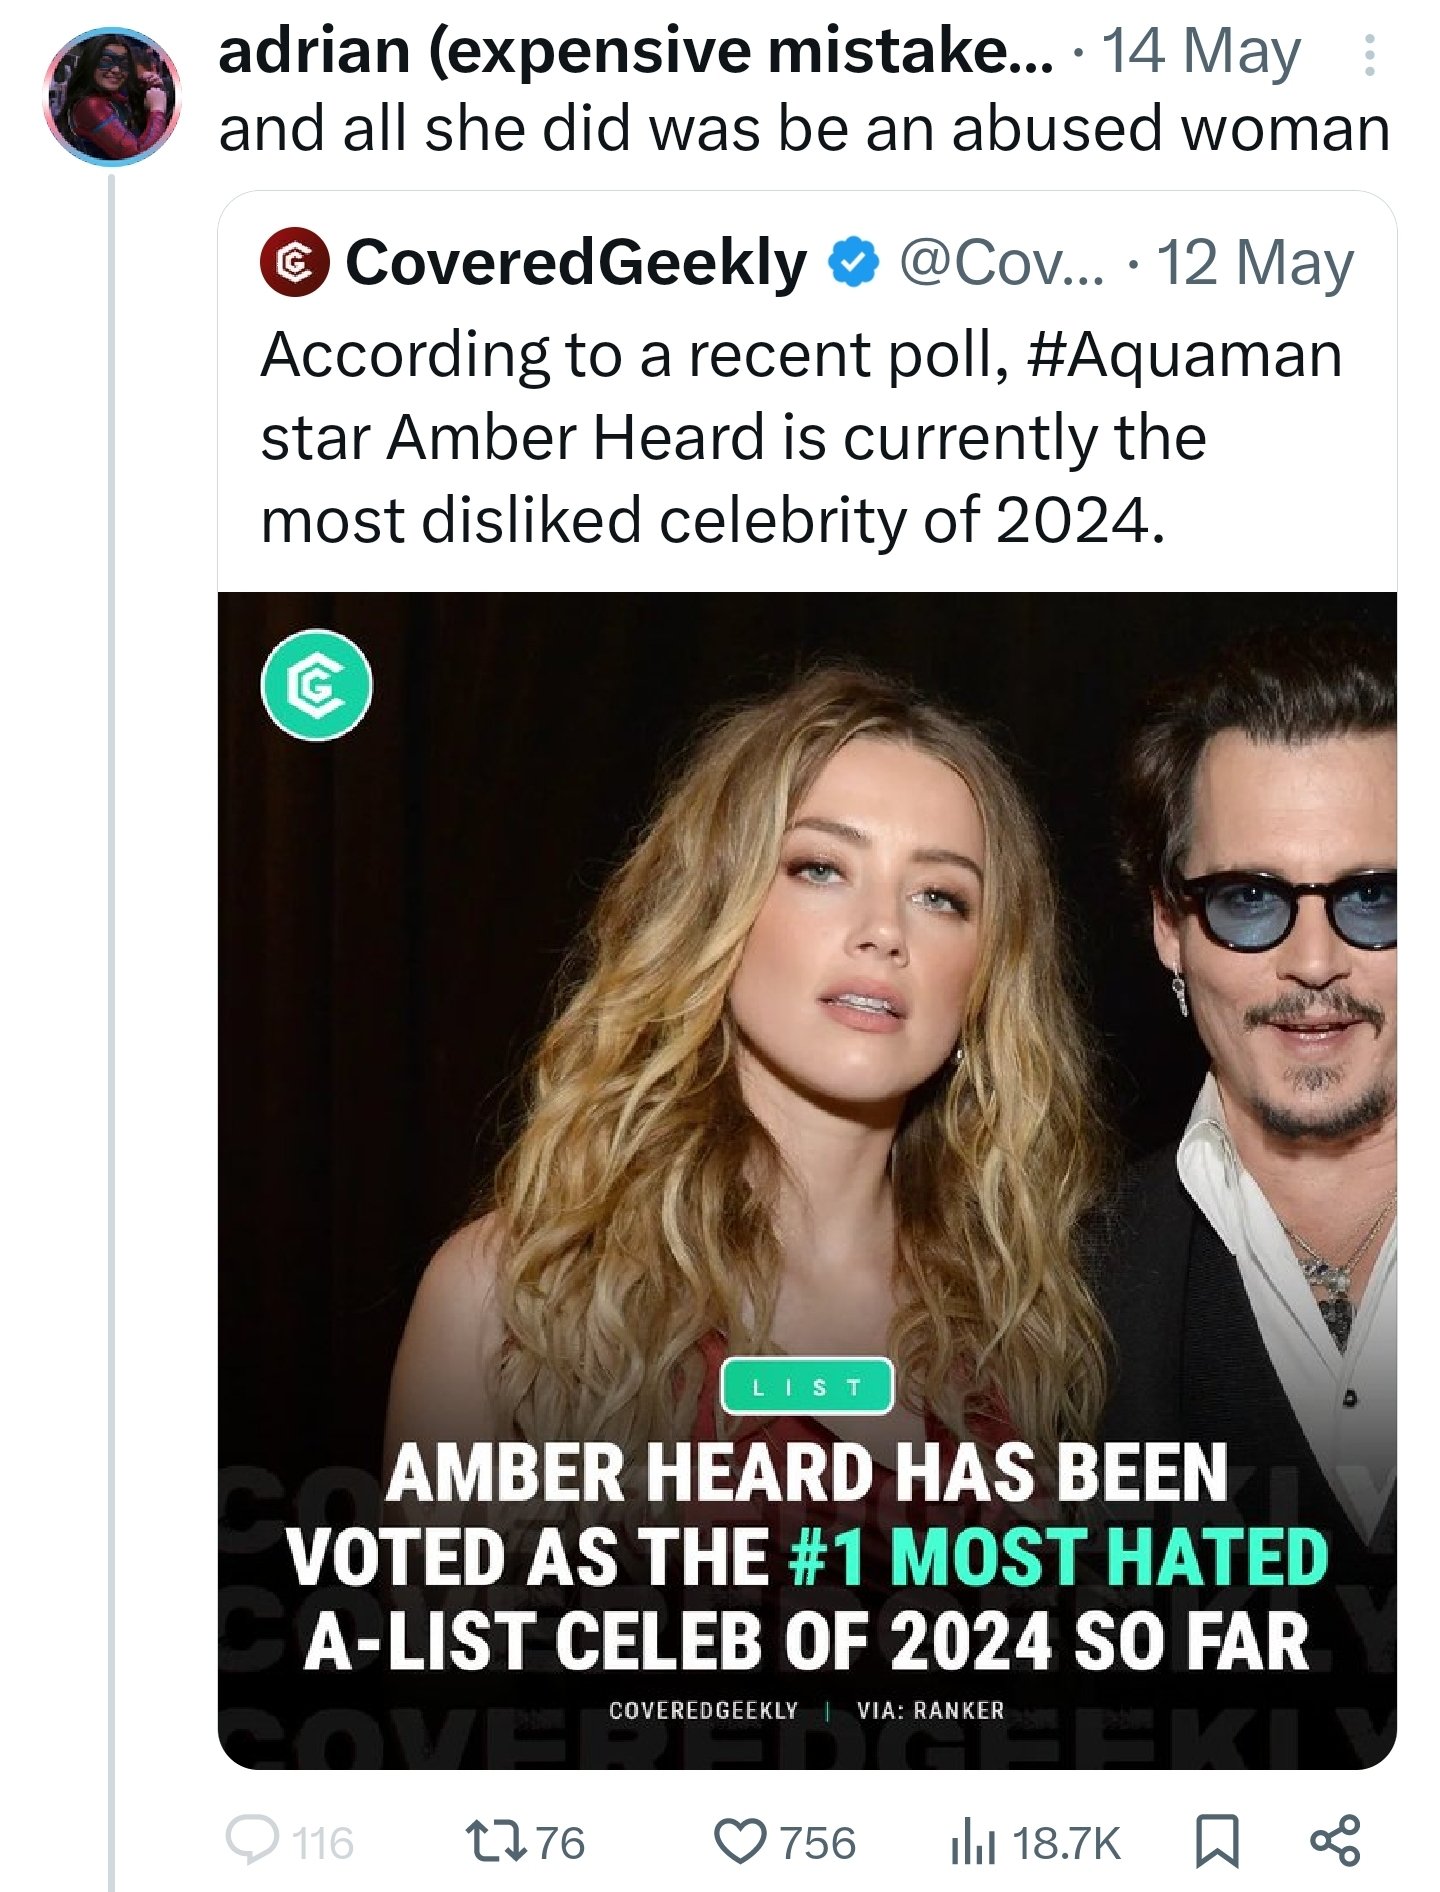 adrian (expensive mistake... · 14 May
and all she did was be an abused woman
CoveredGeekly @Cov... · 12 May
According to a recent poll, #Aquaman
star Amber Heard is currently the
most disliked celebrity of 2024.
LIST
AMBER HEARD HAS BEEN
VOTED AS THE #1 MOST HATED
A-LIST CELEB OF 2024 SO FAR
COVEREDGEEKLY | VIA: RANKER
116 76 756 18.7K